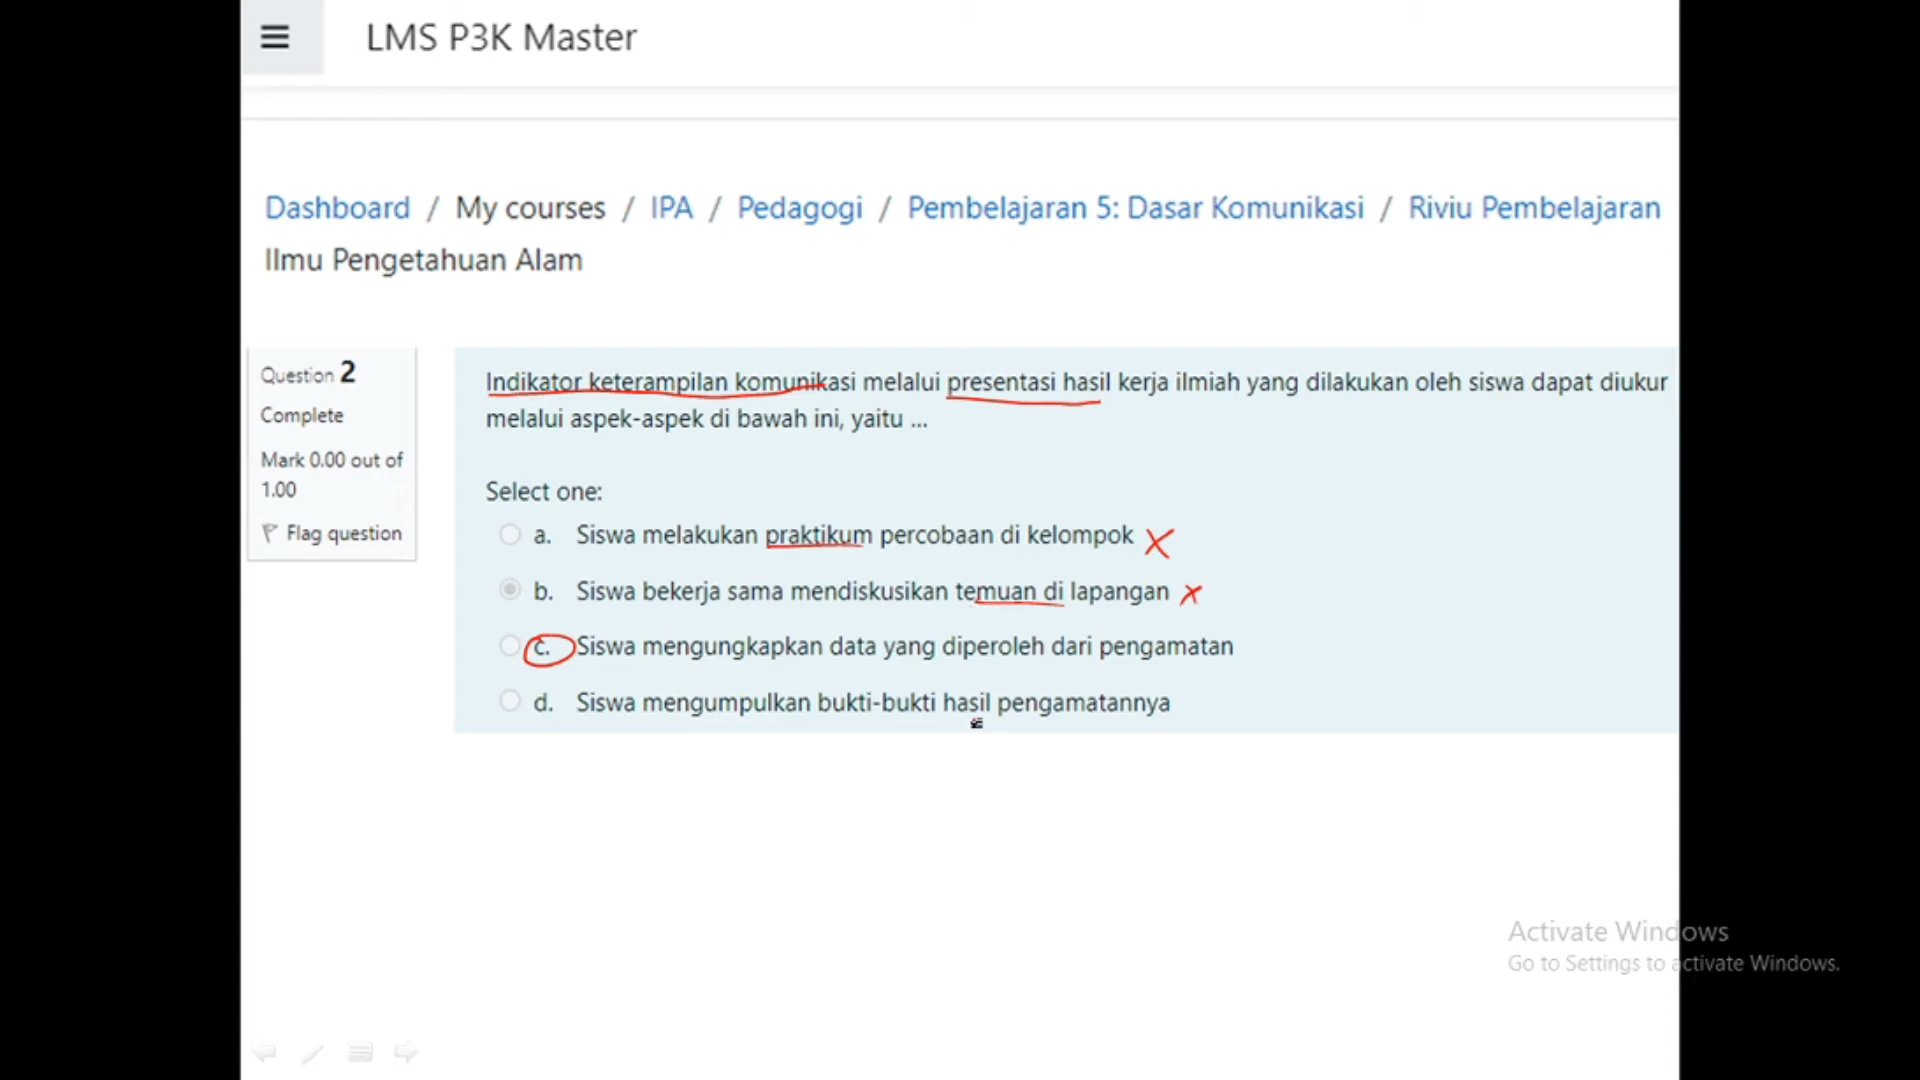 LMS P3K Master
Dashboard / My courses / IPA / Pedagogi / Pembelajaran 5: Dasar Komunikasi / Riviu Pembelajaran
Ilmu Pengetahuan Alam
Question 2
Complete
Mark 0.00 out of
1.00
Flag question
Indikator keterampilan komunikasi melalui presentasi hasil kerja ilmiah yang dilakukan oleh siswa dapat diukur
melalui aspek-aspek di bawah ini, yaitu ...
Select one:
a. Siswa melakukan praktikum percobaan di kelompok
b. Siswa bekerja sama mendiskusikan temuan di lapangan
c. Siswa mengungkapkan data yang diperoleh dari pengamatan
d. Siswa mengumpulkan bukti-bukti hasil pengamatannya
Activate Windows
Go to Settings to activate Windows.